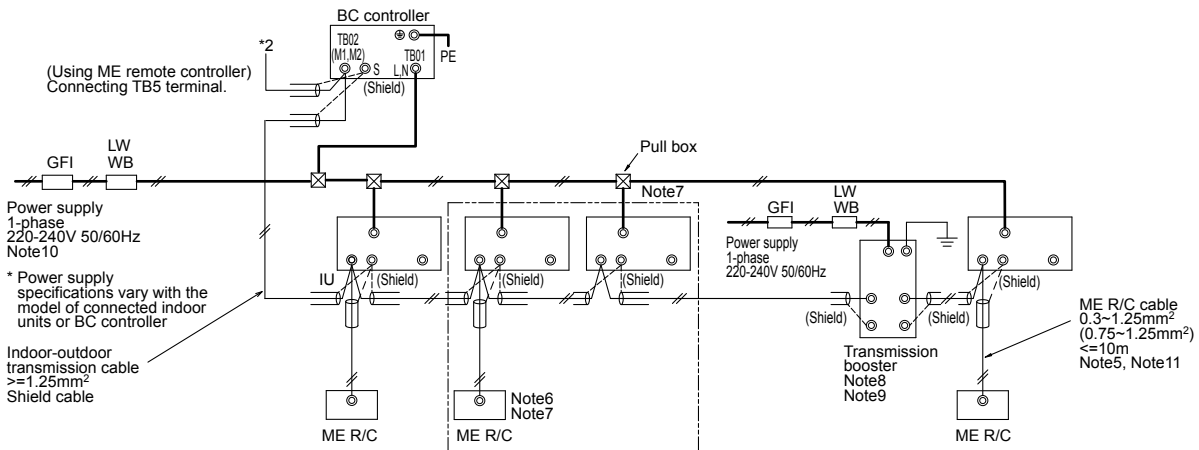 BC controller
*2
TB02
(M1,M2)
S
L,N
TB01
PE
(Shield)
(Using ME remote controller)
Connecting TB5 terminal.
GFI
LW
WB
Pull box
Note7
Power supply
1-phase
220-240V 50/60Hz
Note10
* Power supply
specifications vary with the
model of connected indoor
units or BC controller
Indoor-outdoor
transmission cable
>=1.25mm²
Shield cable
IU
(Shield)
(Shield)
(Shield)
GFI
LW
WB
Power supply
1-phase
220-240V 50/60Hz
(Shield)
(Shield)
(Shield)
Transmission
booster
Note8
Note9
ME R/C cable
0.3~1.25mm²
(0.75~1.25mm²)
<=10m
Note5, Note11
Note6
Note7
ME R/C
ME R/C
ME R/C